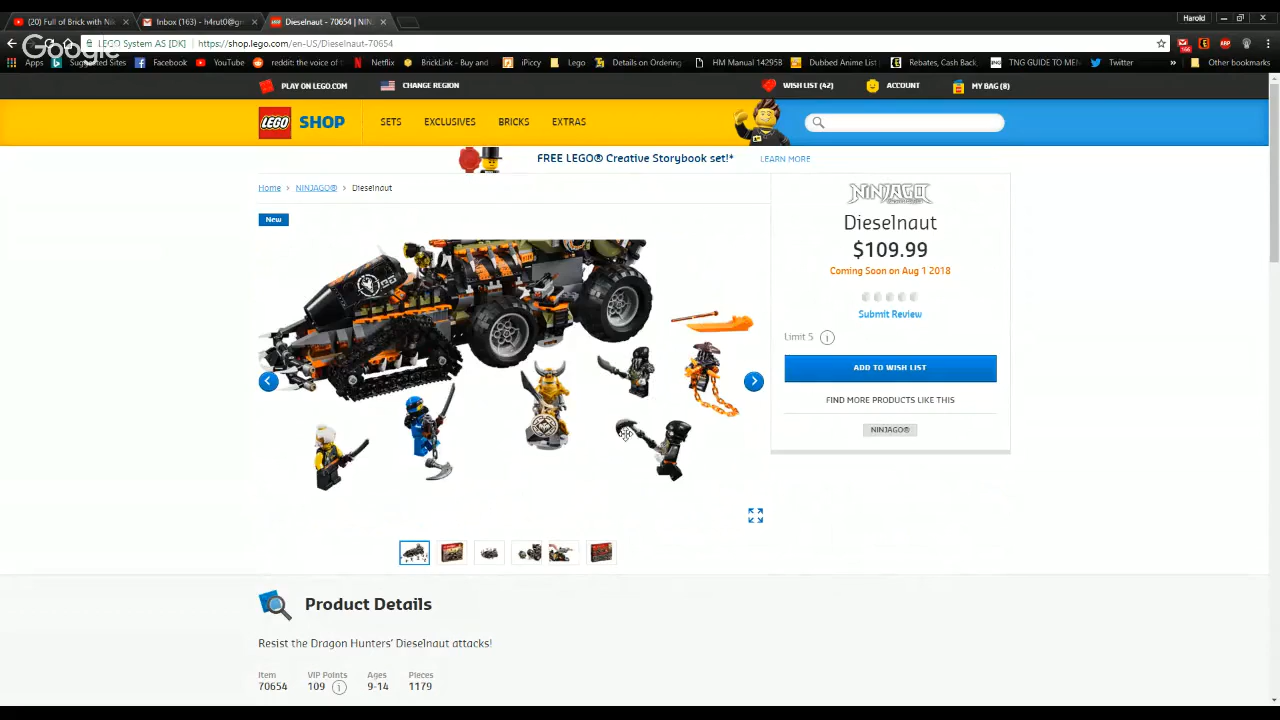 (20) Full of Brick with Nik
Inbox (163) - h4rut0@gm
Dieselnaut - 70654 | NIN
Harold
Google
LEGO System AS [DK]
https://shop.lego.com/en-US/Dieselnaut-70654
Apps
Suggested Sites
Facebook
YouTube
reddit: the voice of t
Netflix
BrickLink - Buy and
iPiccy
Lego
Details on Ordering
HM Manual 142958
Dubbed Anime List
Rebates, Cash Back,
TNG GUIDE TO MEM
Twitter
»
Other bookmarks
PLAY ON LEGO.COM
CHANGE REGION
WISH LIST (42)
ACCOUNT
MY BAG (8)
LEGO
SHOP
SETS
EXCLUSIVES
BRICKS
EXTRAS
FREE LEGO® Creative Storybook set!*
LEARN MORE
Home > NINJAGO® > Dieselnaut
New
NINJAGO
Dieselnaut
$109.99
Coming Soon on Aug 1 2018
Submit Review
Limit 5
ADD TO WISH LIST
FIND MORE PRODUCTS LIKE THIS
NINJAGO®
Product Details
Resist the Dragon Hunters' Dieselnaut attacks!
Item VIP Points Ages Pieces
70654 109 9-14 1179